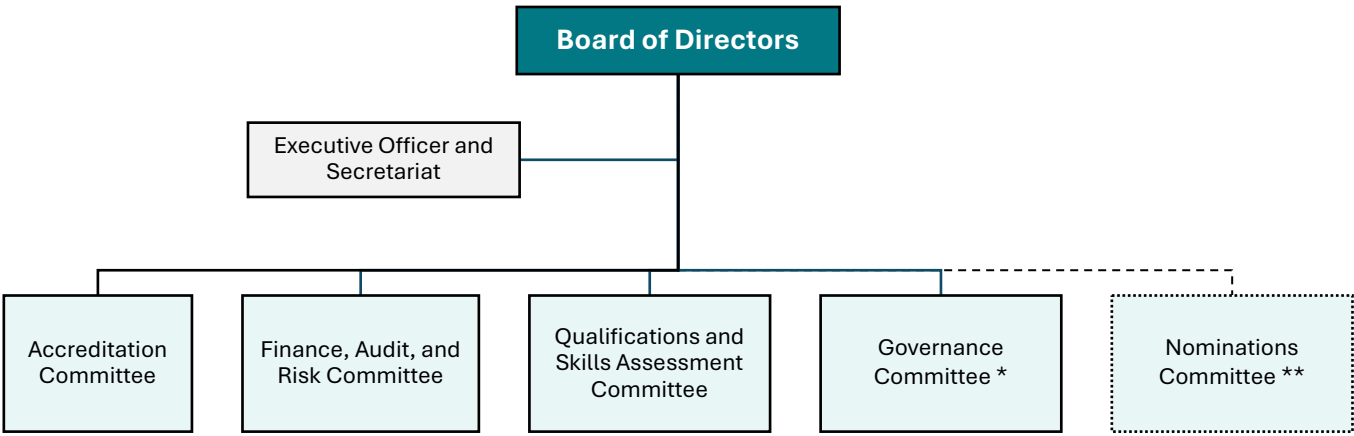 Board of Directors
Executive Officer and
Secretariat
Accreditation
Committee
Finance, Audit, and
Risk Committee
Qualifications and
Skills Assessment
Committee
Governance
Committee *
Nominations
Committee **